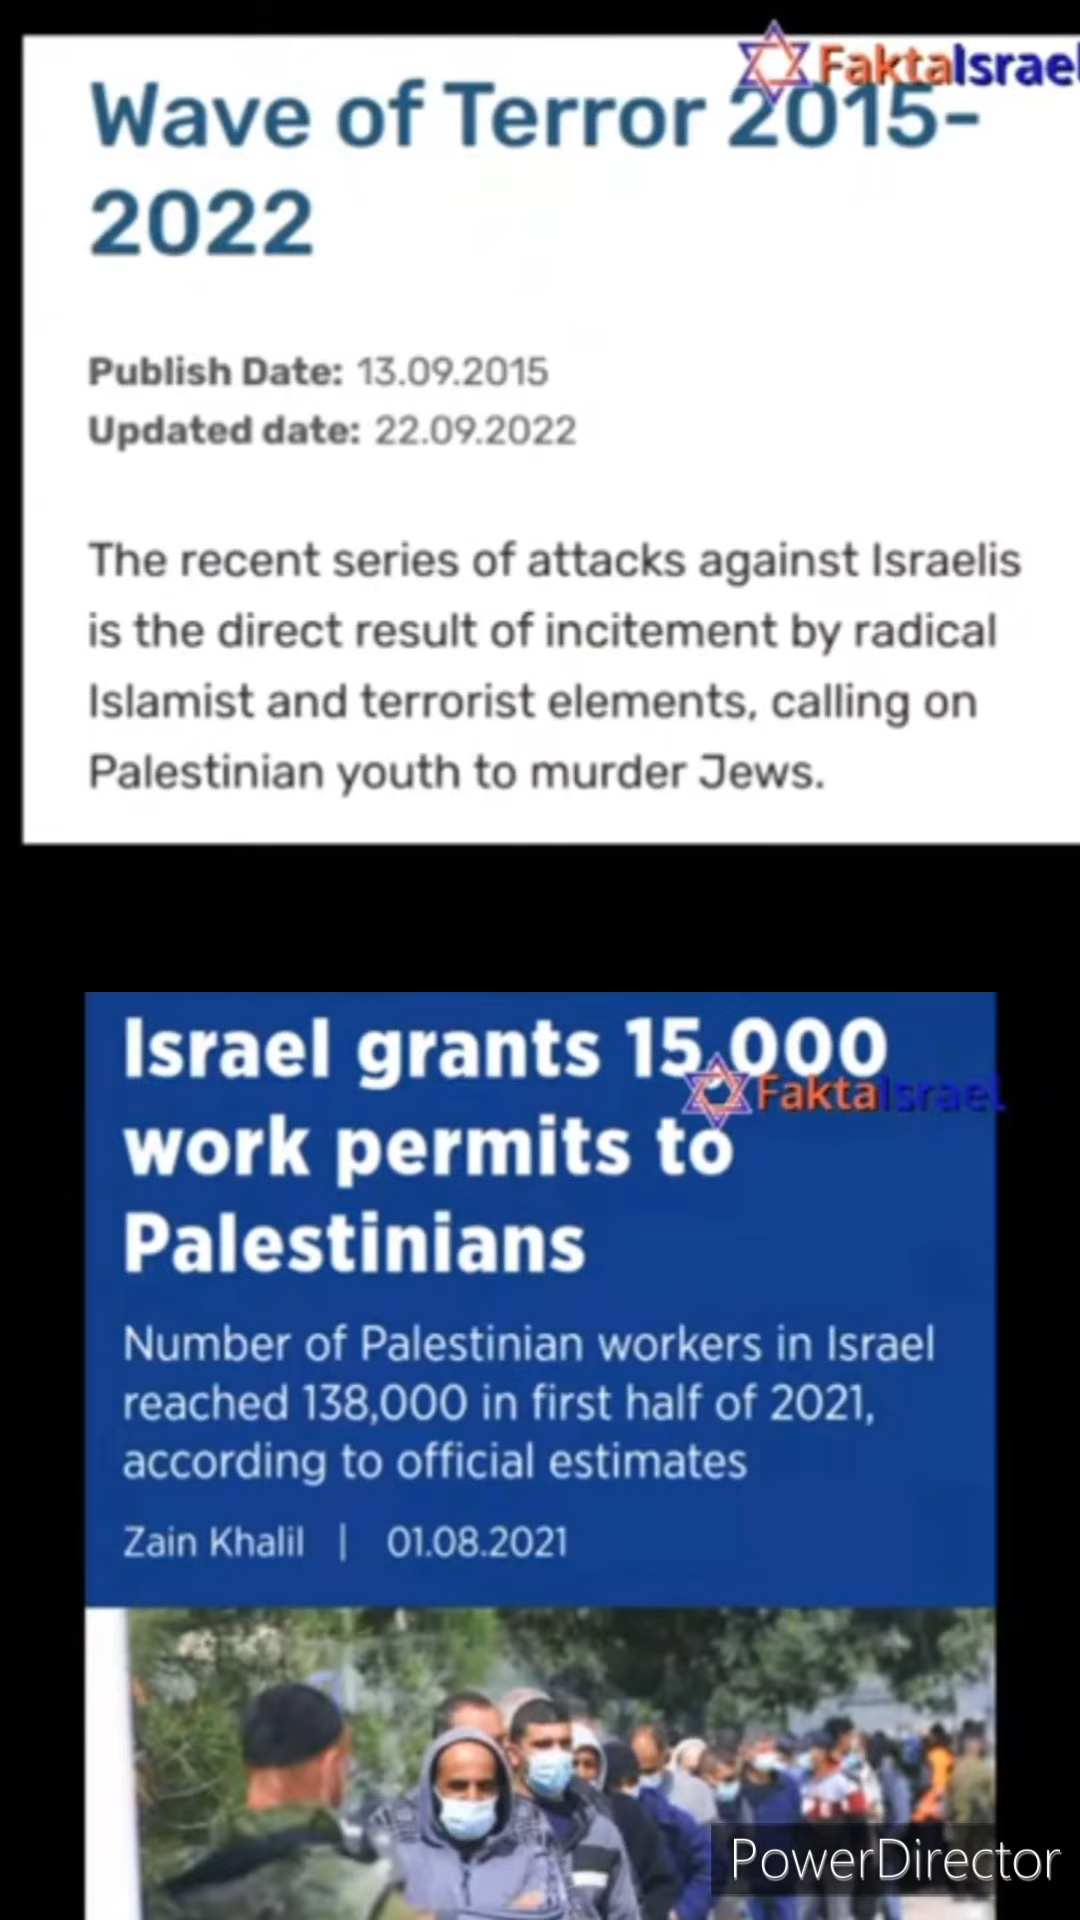 FaktaIsrael
Wave of Terror 2015-
2022
Publish Date: 13.09.2015
Updated date: 22.09.2022
The recent series of attacks against Israelis
is the direct result of incitement by radical
Islamist and terrorist elements, calling on
Palestinian youth to murder Jews.
Israel grants 15,000
FaktaIsrael
work permits to
Palestinians
Number of Palestinian workers in Israel
reached 138,000 in first half of 2021,
according to official estimates
Zain Khalil | 01.08.2021
PowerDirector